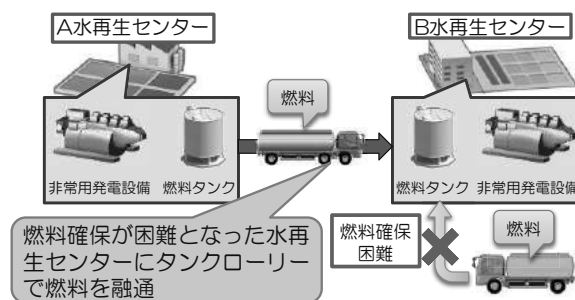 A水再生センター
B水再生センター
燃料
非常用発電設備
燃料タンク
燃料タンク
非常用発電設備
燃料確保が困難となった水再
生センターにタンクローリー
で燃料を融通
燃料確保
困難
燃料